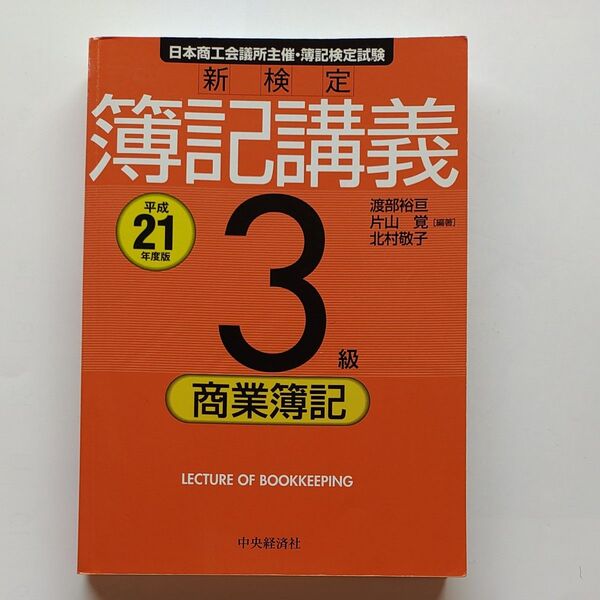 日本商工会議所主催・簿記検定試験
新検定
簿記講義
平成
21
年度版
渡部裕亘
片山 覚[編著]
北村敬子
3級
商業簿記
LECTURE OF BOOKKEEPING
中央経済社